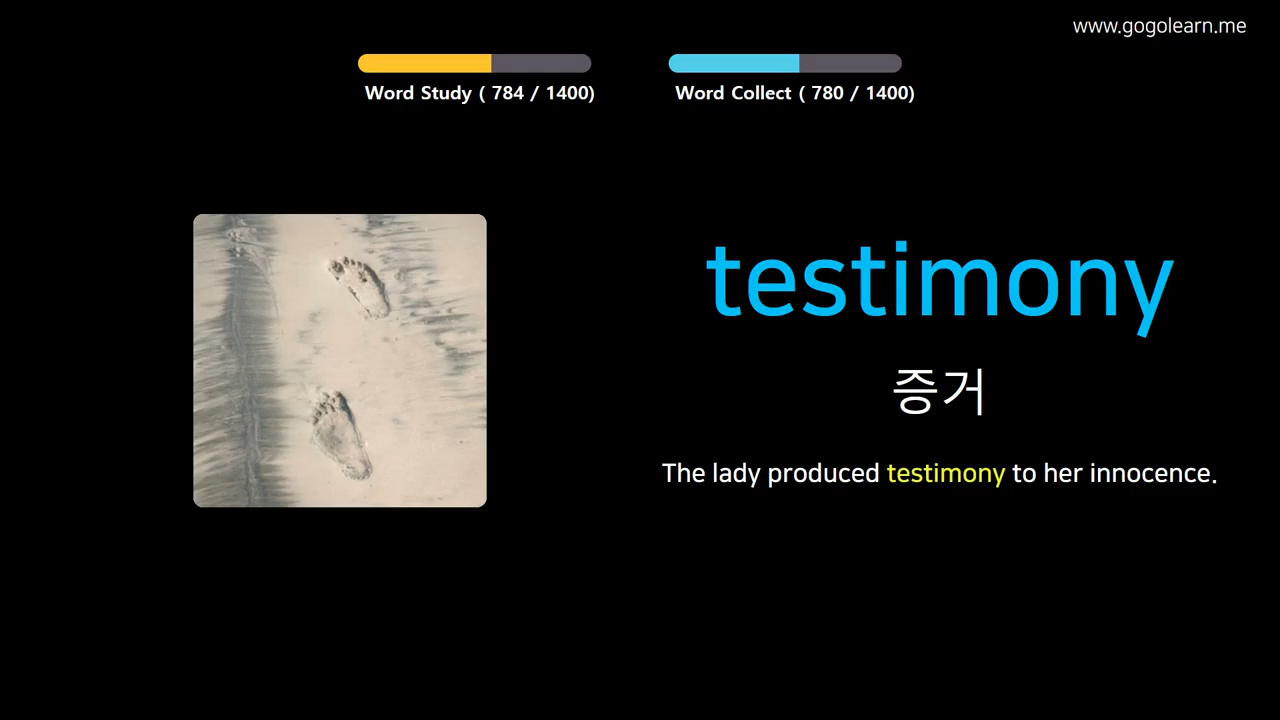 www.gogolearn.me
Word Study ( 784 / 1400)
Word Collect ( 780 / 1400)
testimony
증거
The lady produced testimony to her innocence.